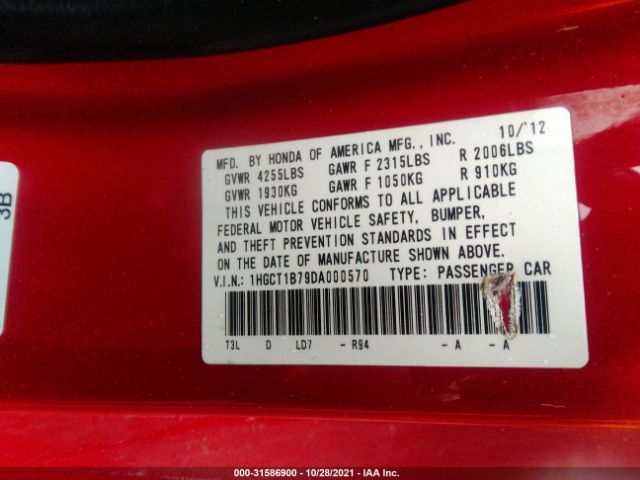 MFD. BY HONDA OF AMERICA MFG., INC. 10/'12
GVWR 4255LBS GAWR F 2315LBS R 2006LBS
GVWR 1930KG GAWR F 1050KG R 910KG
THIS VEHICLE CONFORMS TO ALL APPLICABLE
FEDERAL MOTOR VEHICLE SAFETY, BUMPER,
AND THEFT PREVENTION STANDARDS IN EFFECT
ON THE DATE OF MANUFACTURE SHOWN ABOVE.
V.I.N.: 1HGCT1B79DA000570 TYPE: PASSENGER CAR
T3L D LD7 - R94 - A - A
3B
000-31586900 - 10/28/2021 - IAA Inc.